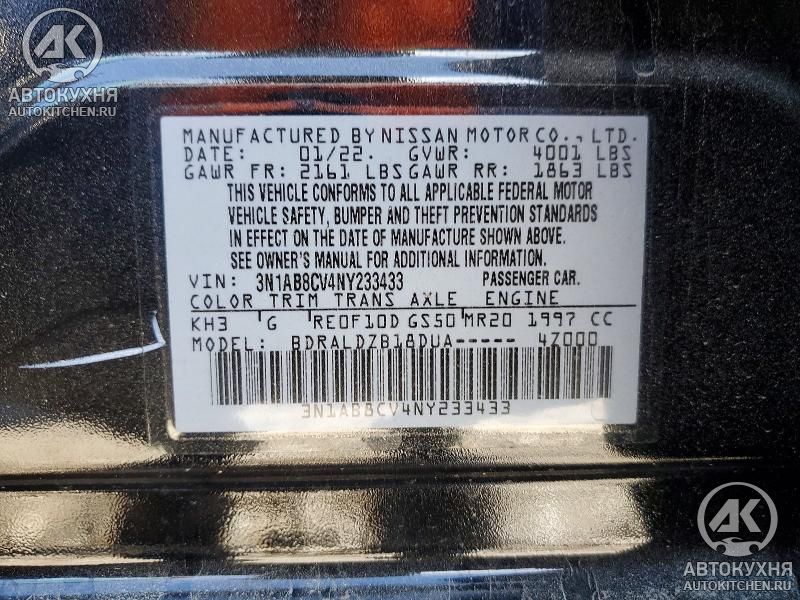 АК
АВТОКУХНЯ
AUTOKITCHEN.RU
MANUFACTURED BY NISSAN MOTOR CO., LTD.
DATE: 01/22. GVWR: 4001 LBS
GAWR FR: 2161 LBS GAWR RR: 1863 LBS
THIS VEHICLE CONFORMS TO ALL APPLICABLE FEDERAL MOTOR
VEHICLE SAFETY, BUMPER AND THEFT PREVENTION STANDARDS
IN EFFECT ON THE DATE OF MANUFACTURE SHOWN ABOVE.
SEE OWNER'S MANUAL FOR ADDITIONAL INFORMATION.
VIN: 3N1AB8CV4NY233433 PASSENGER CAR.
COLOR TRIM TRANS AXLE ENGINE
KH3 G RE0F10D GS50 MR20 1997 CC
MODEL: BDRALDZB18DUA----- 4Z000
3N1AB8CV4NY233433
АК
АВТОКУХНЯ
AUTOKITCHEN.RU